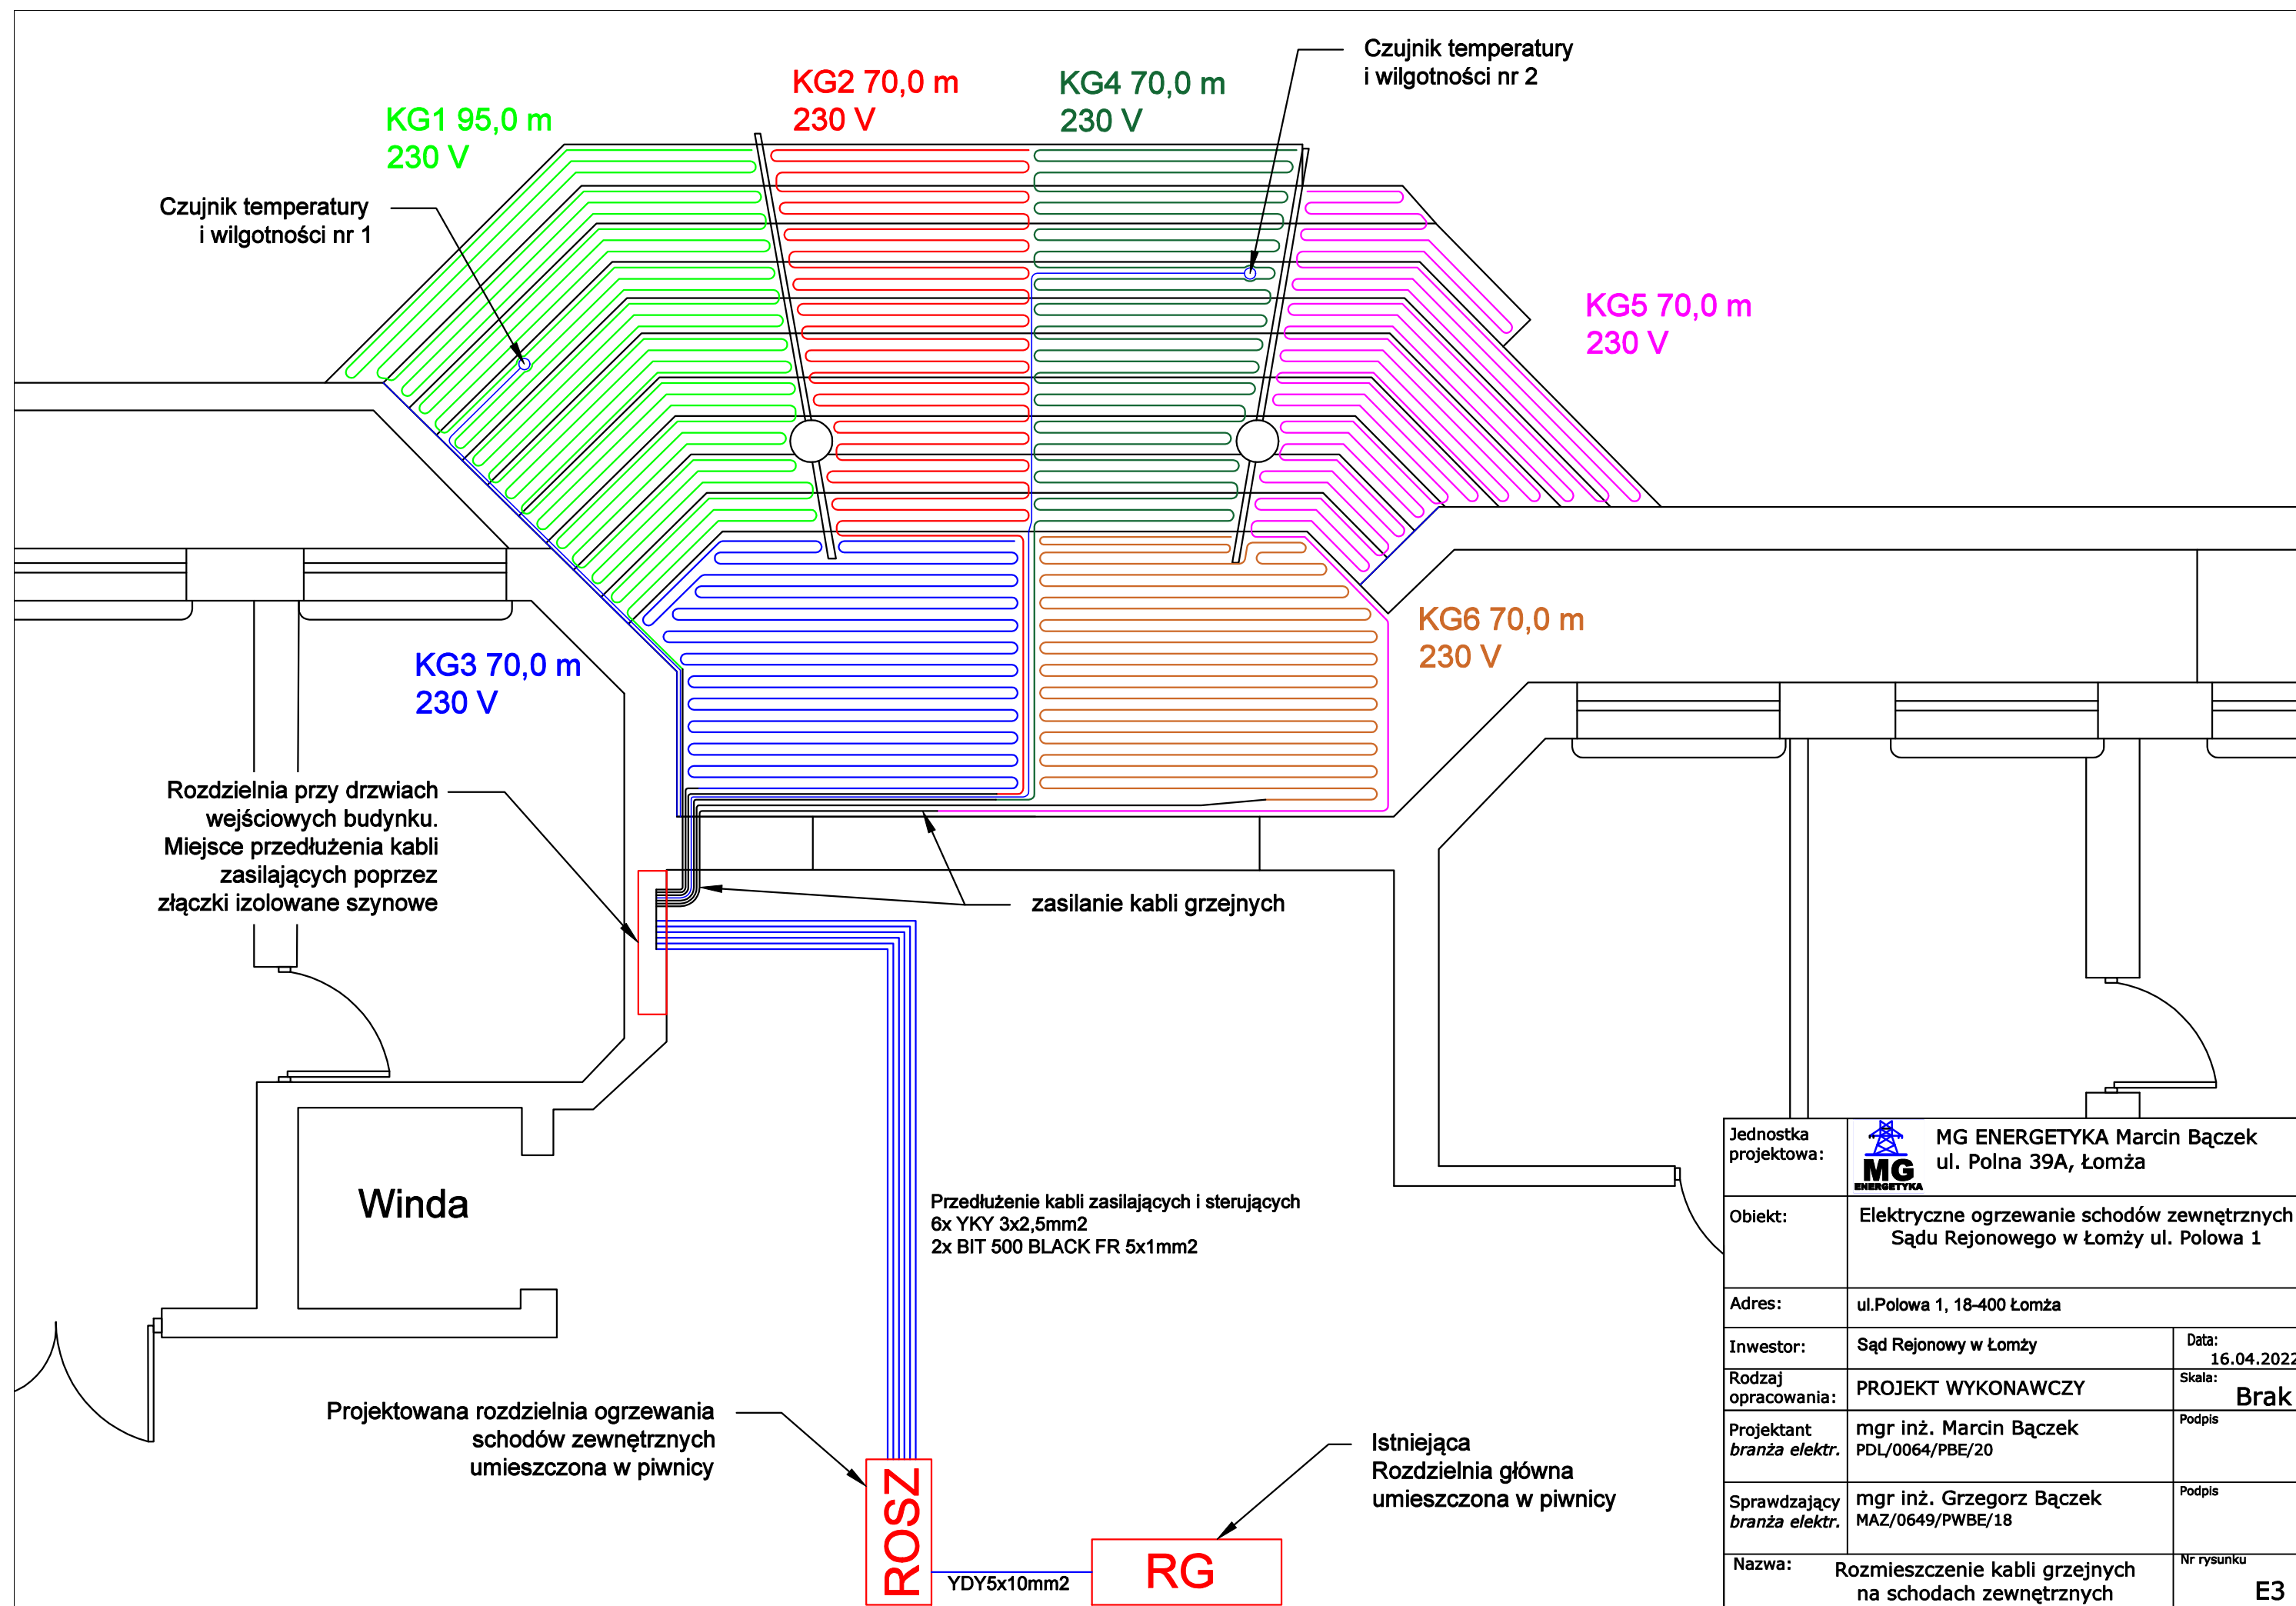 Czujnik temperatury
i wilgotności nr 2
KG2 70,0 m
230 V
KG4 70,0 m
230 V
KG1 95,0 m
230 V
Czujnik temperatury
i wilgotności nr 1
KG5 70,0 m
230 V
KG6 70,0 m
230 V
KG3 70,0 m
230 V
Rozdzielnia przy drzwiach
wejściowych budynku.
Miejsce przedłużenia kabli
zasilających poprzez
złączki izolowane szynowe
zasilanie kabli grzejnych
Winda
Przedłużenie kabli zasilających i sterujących
6x YKY 3x2,5mm2
2x BIT 500 BLACK FR 5x1mm2
Projektowana rozdzielnia ogrzewania
schodów zewnętrznych
umieszczona w piwnicy
Istniejąca
Rozdzielnia główna
umieszczona w piwnicy
ROSZ
YDY5x10mm2
RG
Jednostka
projektowa:
MG
ENERGETYKA
MG ENERGETYKA Marcin Bączek
ul. Polna 39A, Łomża
Obiekt:
Elektryczne ogrzewanie schodów zewnętrznych
Sądu Rejonowego w Łomży ul. Polowa 1
Adres:
ul.Polowa 1, 18-400 Łomża
Inwestor:
Sąd Rejonowy w Łomży
Data:
16.04.2022
Rodzaj
opracowania:
PROJEKT WYKONAWCZY
Skala:
Brak
Projektant
branża elektr.
mgr inż. Marcin Bączek
PDL/0064/PBE/20
Podpis
Sprawdzający
branża elektr.
mgr inż. Grzegorz Bączek
MAZ/0649/PWBE/18
Podpis
Nazwa:
Rozmieszczenie kabli grzejnych
na schodach zewnętrznych
Nr rysunku
E3